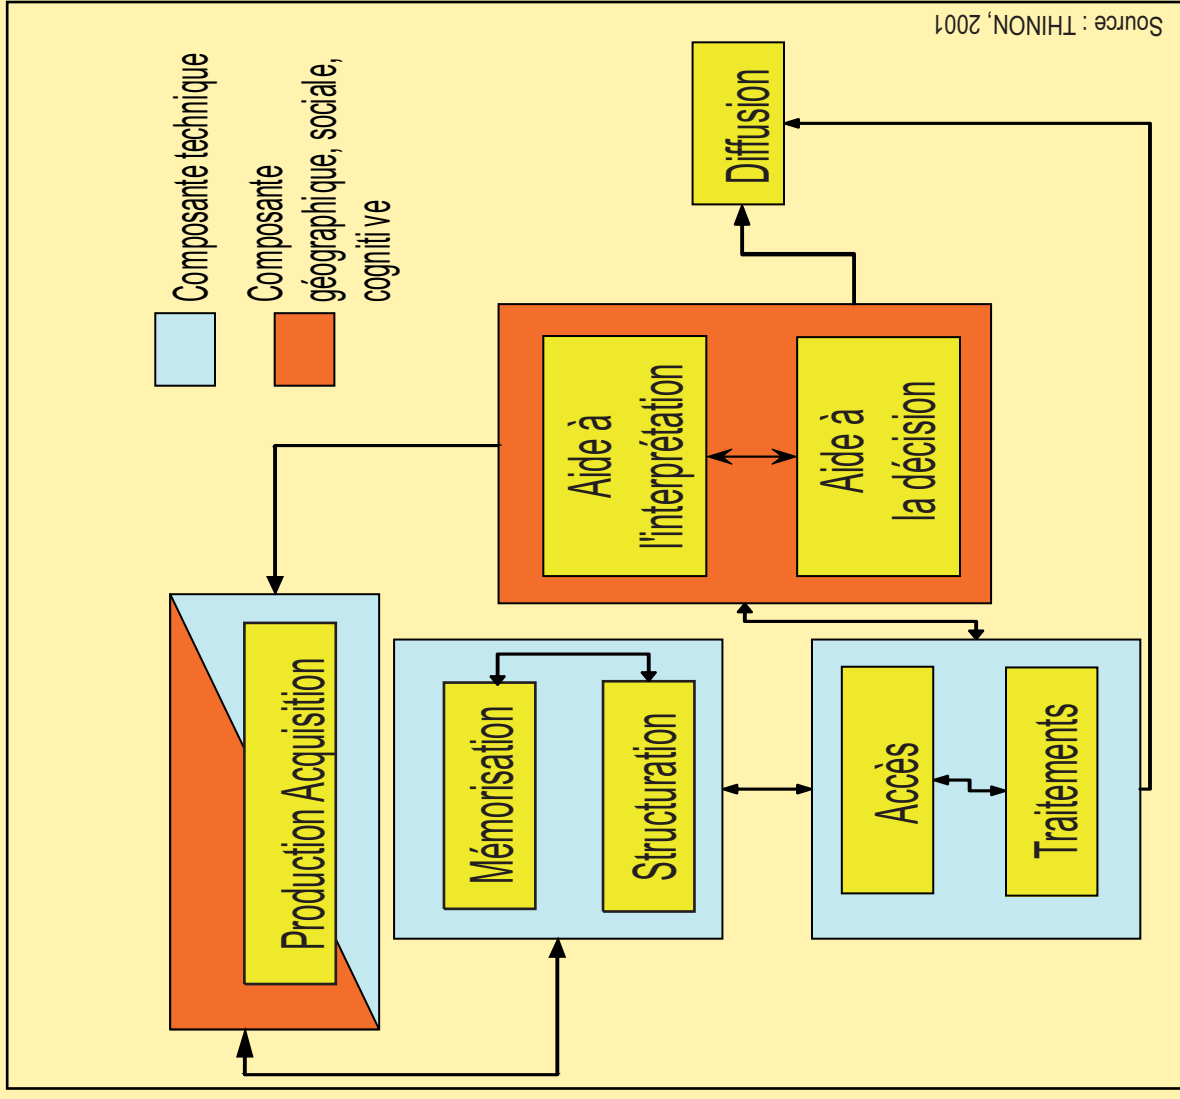 Composante technique
Composante
géographique, sociale,
cogniti ve
Production Acquisition
Mémorisation
Structuration
Accès
Traitements
Aide à
l'interprétation
Aide à
la décision
Diffusion
Source : THINON, 2001